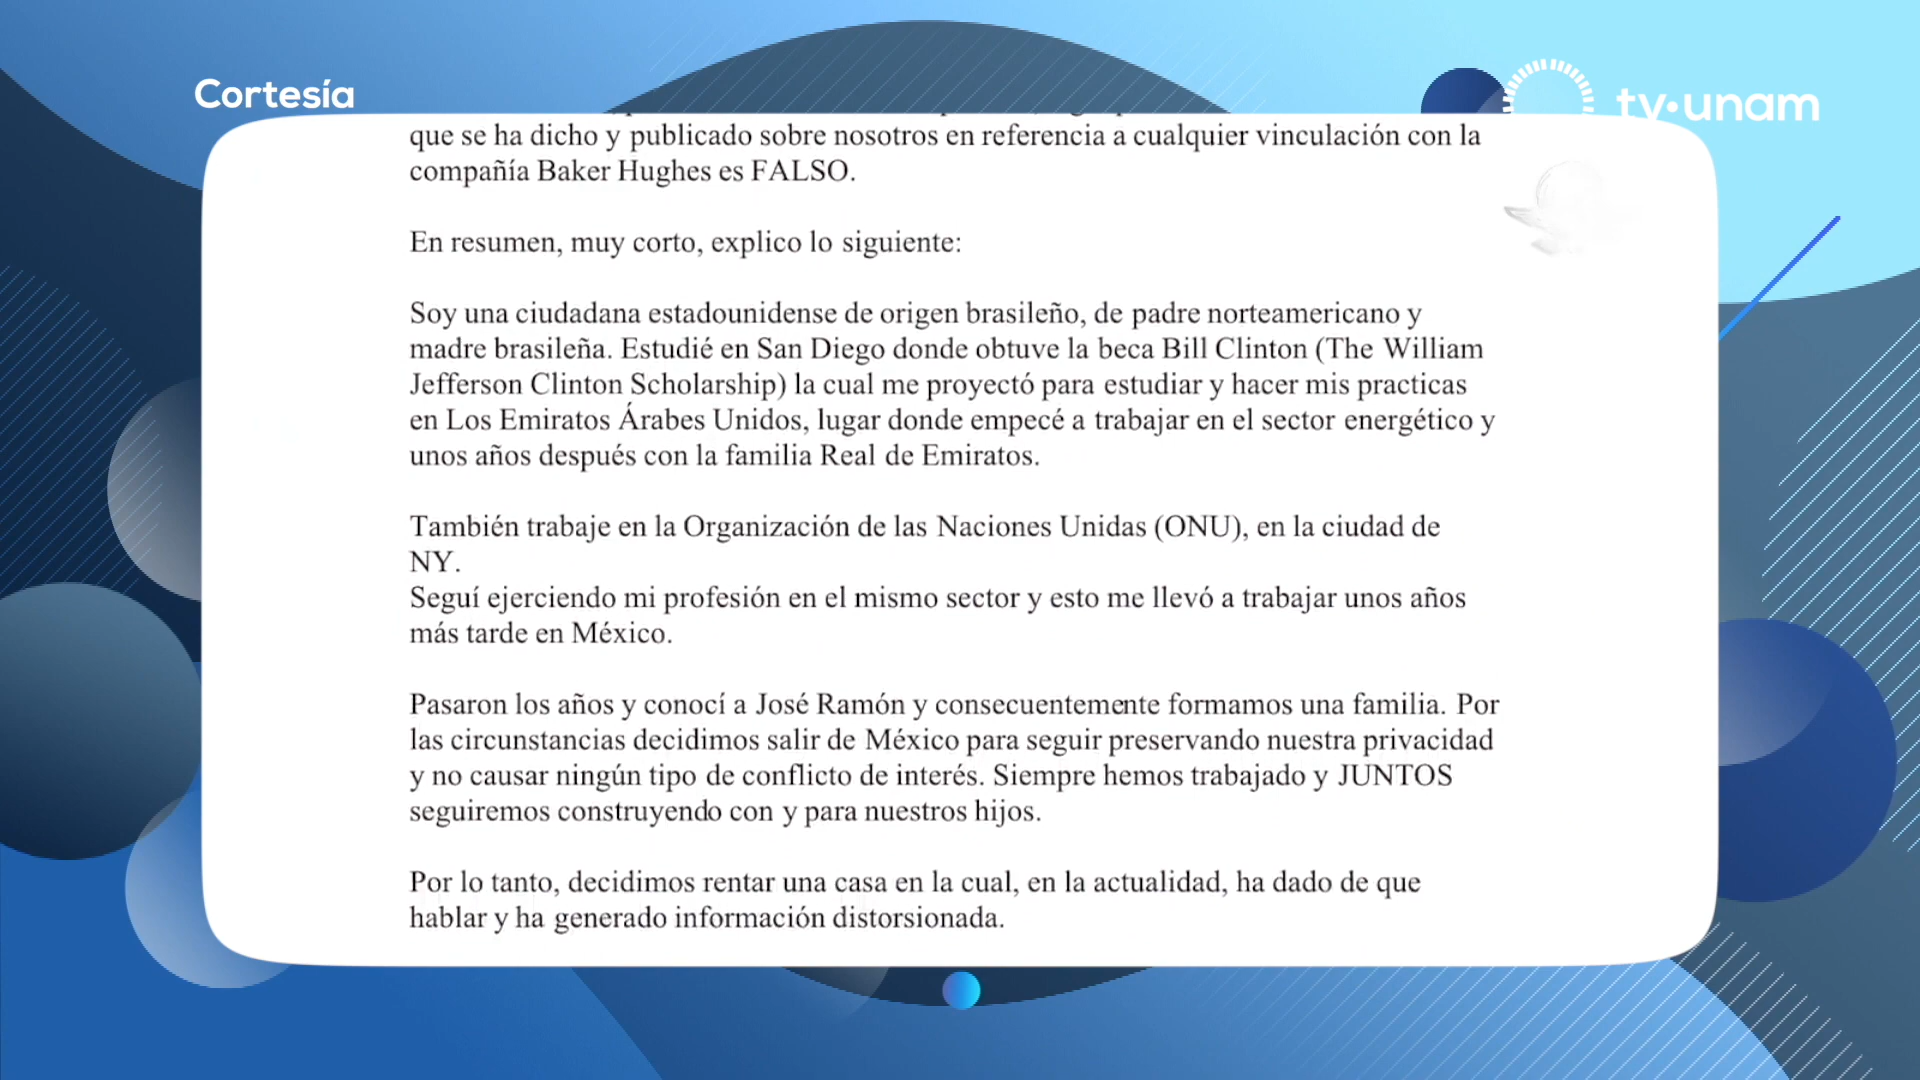 Cortesía
tv•unam
que se ha dicho y publicado sobre nosotros en referencia a cualquier vinculación con la
compañía Baker Hughes es FALSO.
En resumen, muy corto, explico lo siguiente:
Soy una ciudadana estadounidense de origen brasileño, de padre norteamericano y
madre brasileña. Estudié en San Diego donde obtuve la beca Bill Clinton (The William
Jefferson Clinton Scholarship) la cual me proyectó para estudiar y hacer mis practicas
en Los Emiratos Árabes Unidos, lugar donde empecé a trabajar en el sector energético y
unos años después con la familia Real de Emiratos.
También trabaje en la Organización de las Naciones Unidas (ONU), en la ciudad de
NY.
Seguí ejerciendo mi profesión en el mismo sector y esto me llevó a trabajar unos años
más tarde en México.
Pasaron los años y conocí a José Ramón y consecuentemente formamos una familia. Por
las circunstancias decidimos salir de México para seguir preservando nuestra privacidad
y no causar ningún tipo de conflicto de interés. Siempre hemos trabajado y JUNTOS
seguiremos construyendo con y para nuestros hijos.
Por lo tanto, decidimos rentar una casa en la cual, en la actualidad, ha dado de que
hablar y ha generado información distorsionada.